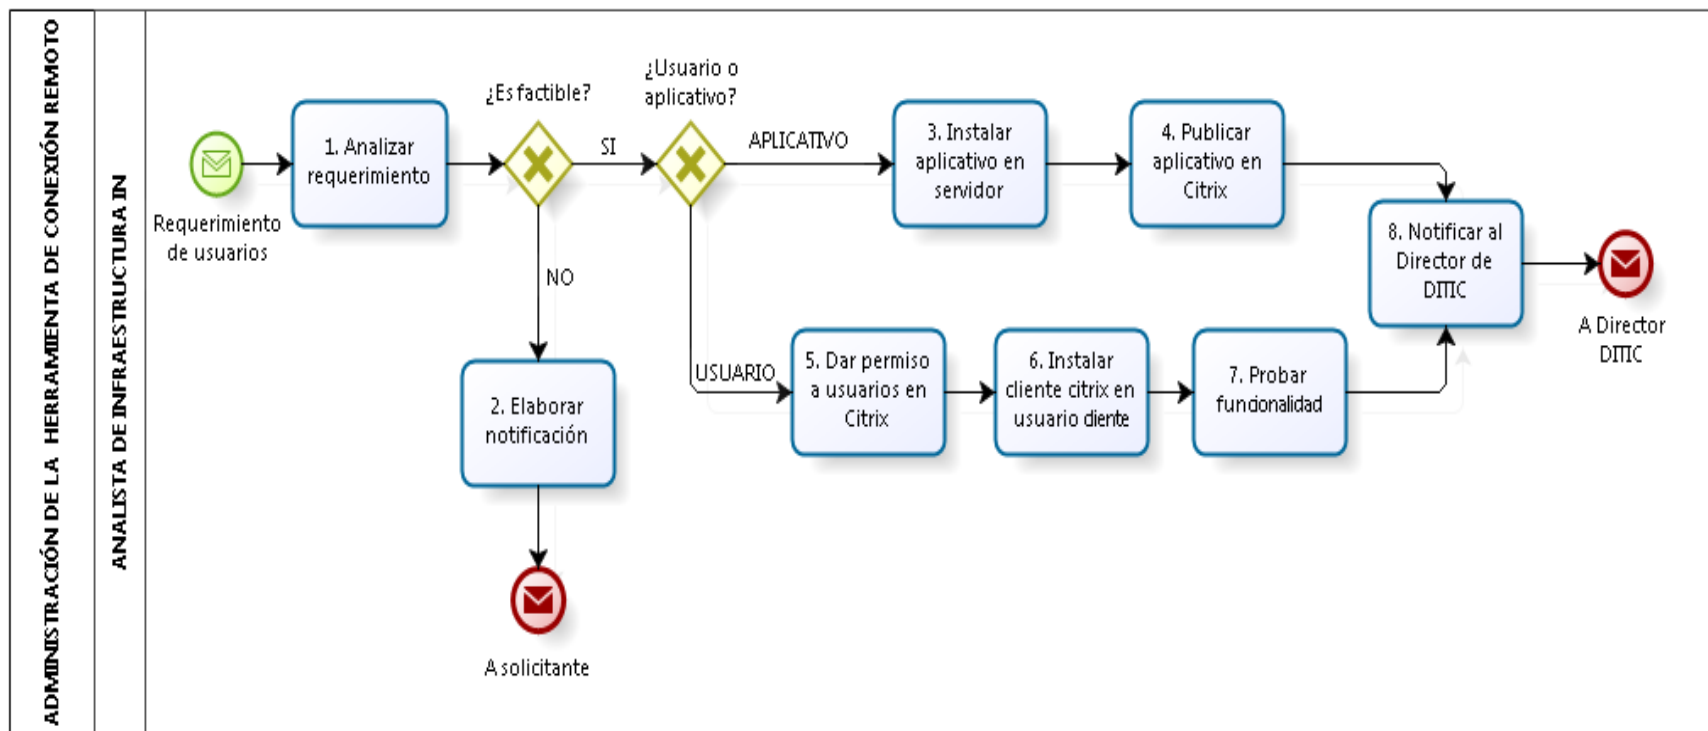 ADMINISTRACIÓN DE LA HERRAMIENTA DE CONEXIÓN REMOTO
ANALISTA DE INFRAESTRUCTURA IN
Requerimiento
de usuarios
1. Analizar
requerimiento
¿Es factible?
SI
NO
2. Elaborar
notificación
A solicitante
¿Usuario o
aplicativo?
APLICATIVO
3. Instalar
aplicativo en
servidor
4. Publicar
aplicativo en
Citrix
USUARIO
5. Dar permiso
a usuarios en
Citrix
6. Instalar
cliente citrix en
usuario cliente
7. Probar
funcionalidad
8. Notificar al
Director de
DITIC
A Director
DITIC